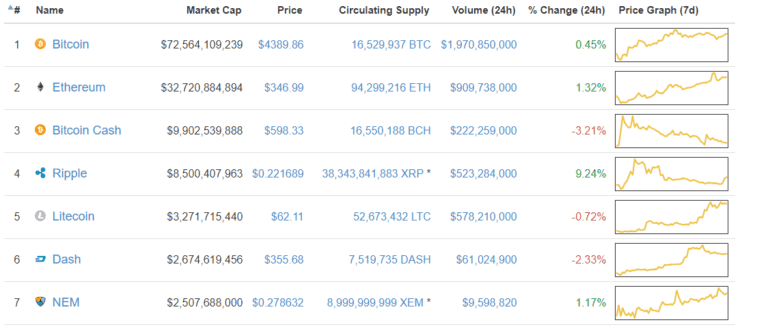 # Name Market Cap Price Circulating Supply Volume (24h) % Change (24h) Price Graph (7d)
1 Bitcoin $72,564,109,239 $4389.86 16,529,937 BTC $1,970,850,000 0.45%
2 Ethereum $32,720,884,894 $346.99 94,299,216 ETH $909,738,000 1.32%
3 Bitcoin Cash $9,902,539,888 $598.33 16,550,188 BCH $222,259,000 -3.21%
4 Ripple $8,500,407,963 $0.221689 38,343,841,883 XRP * $523,284,000 9.24%
5 Litecoin $3,271,715,440 $62.11 52,673,432 LTC $578,210,000 -0.72%
6 Dash $2,674,619,456 $355.68 7,519,735 DASH $61,024,900 -2.33%
7 NEM $2,507,688,000 $0.278632 8,999,999,999 XEM * $9,598,820 1.17%